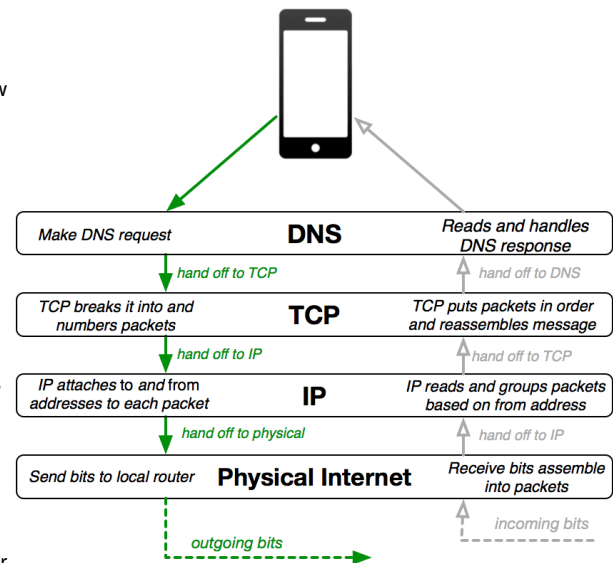 w
Make DNS request
DNS
Reads and handles
DNS response
hand off to TCP
hand off to DNS
TCP breaks it into and
numbers packets
TCP
TCP puts packets in order
and reassembles message
hand off to IP
hand off to TCP
IP attaches to and from
addresses to each packet
IP
IP reads and groups packets
based on from address
hand off to physical
hand off to IP
Send bits to local router
Physical Internet
Receive bits assemble
into packets
outgoing bits
incoming bits
r